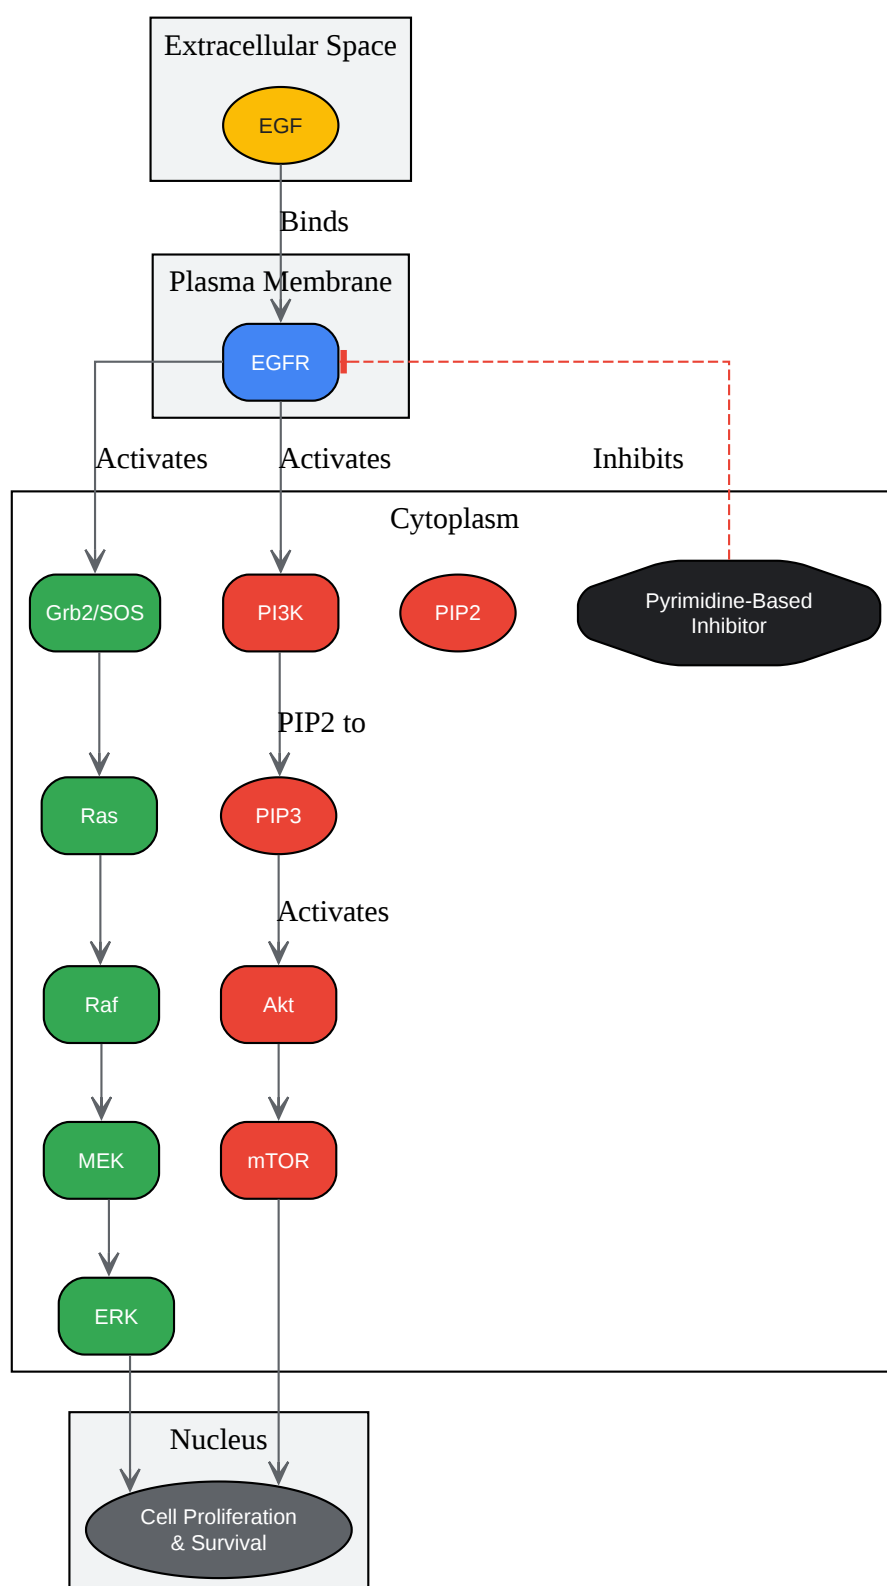 Extracellular Space
EGF
Binds
Plasma Membrane
EGFR
Activates
Activates
Inhibits
Cytoplasm
Grb2/SOS
PI3K
PIP2
Pyrimidine-Based
Inhibitor
PIP2 to
Ras
PIP3
Activates
Raf
Akt
MEK
mTOR
ERK
Nucleus
Cell Proliferation
& Survival